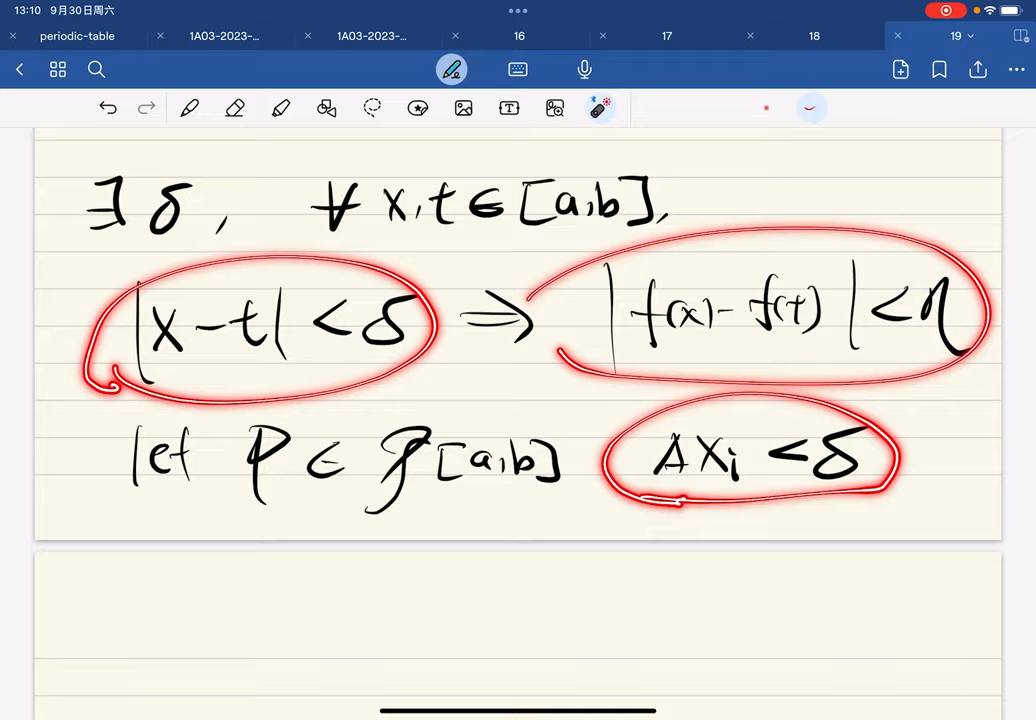 13:10 9月30日周六
periodic-table 1A03-2023-... 1A03-2023-... 16 17 18 19
∃ δ, ∀ x, t ∈ [a,b],
|x-t| < δ ⇒ |f(x)-f(t)| < η
let P ∈ 𝒫[a,b] Δxᵢ < δ